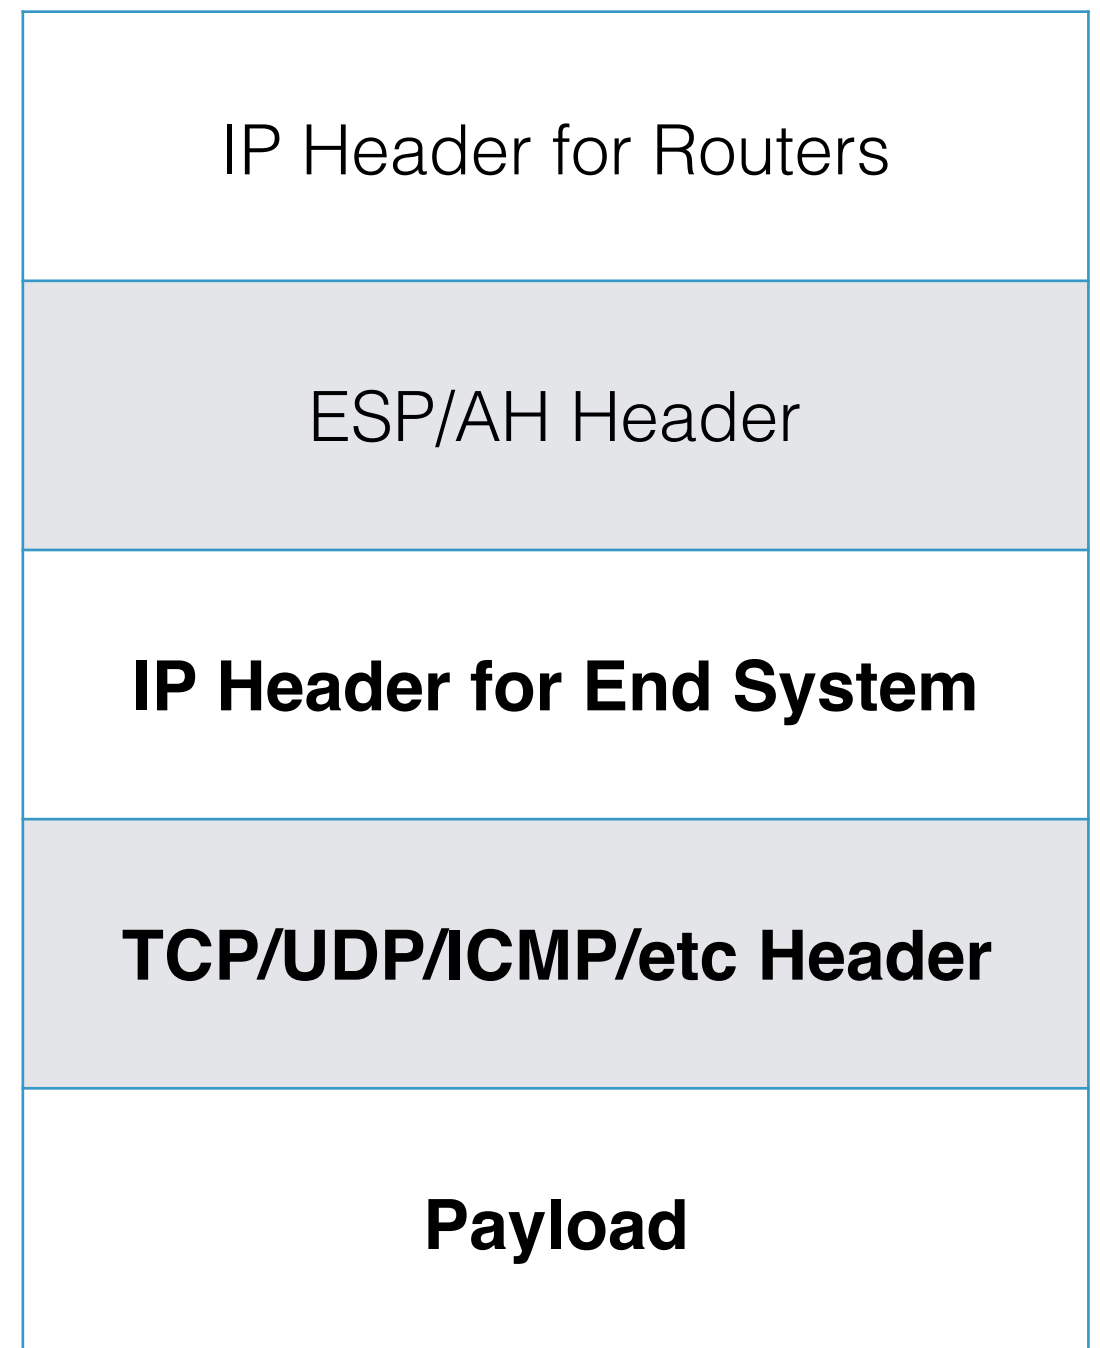 IP Header for Routers
ESP/AH Header
IP Header for End System
TCP/UDP/ICMP/etc Header
Payload